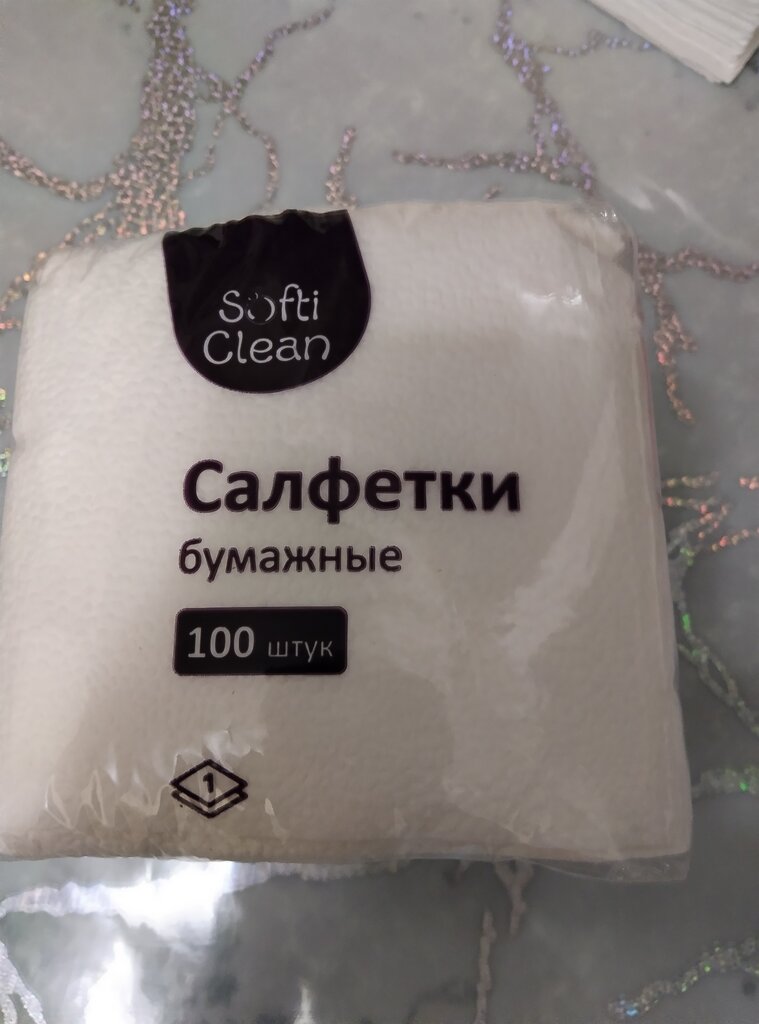 Softi
Clean
Салфетки
бумажные
100 штук
1